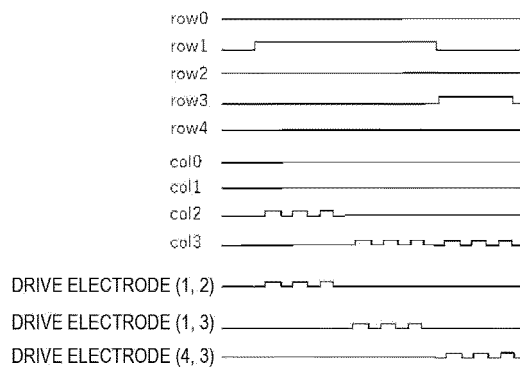 row0
row1
row2
row3
row4
col0
col1
col2
col3
DRIVE ELECTRODE (1, 2)
DRIVE ELECTRODE (1, 3)
DRIVE ELECTRODE (4, 3)